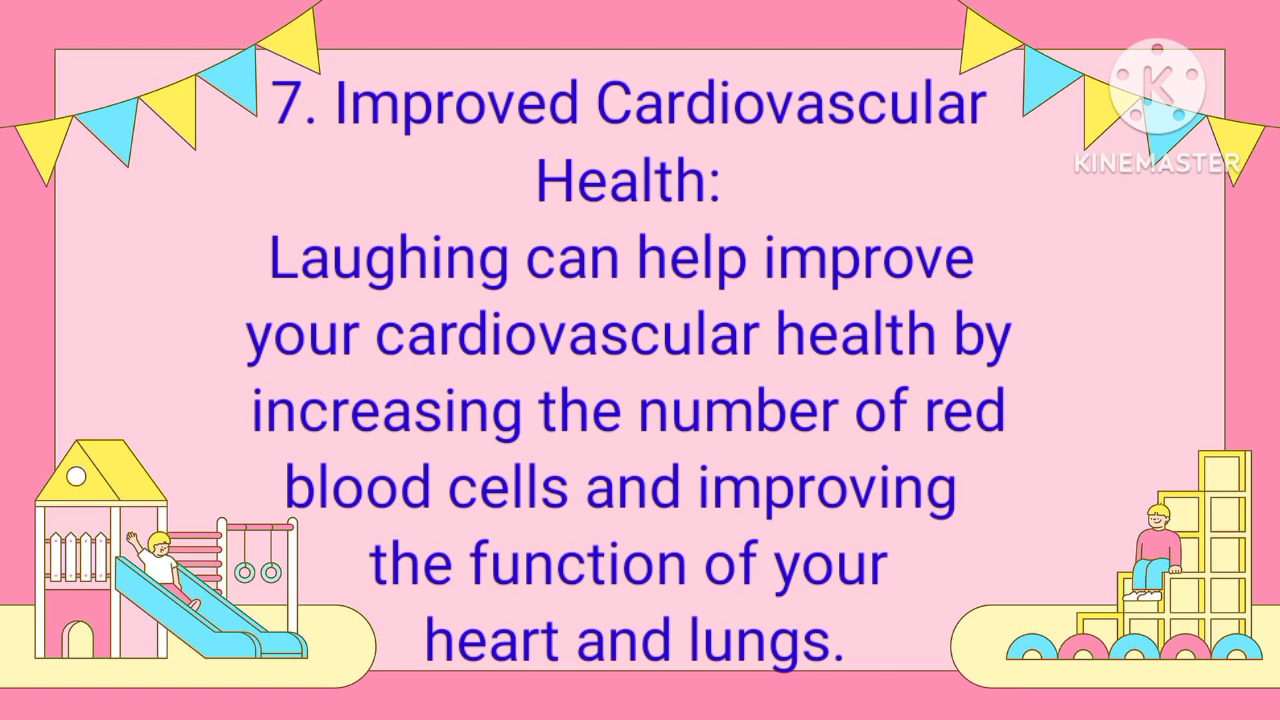 7. Improved Cardiovascular
Health:
Laughing can help improve
your cardiovascular health by
increasing the number of red
blood cells and improving
the function of your
heart and lungs.
K
KINEMASTER